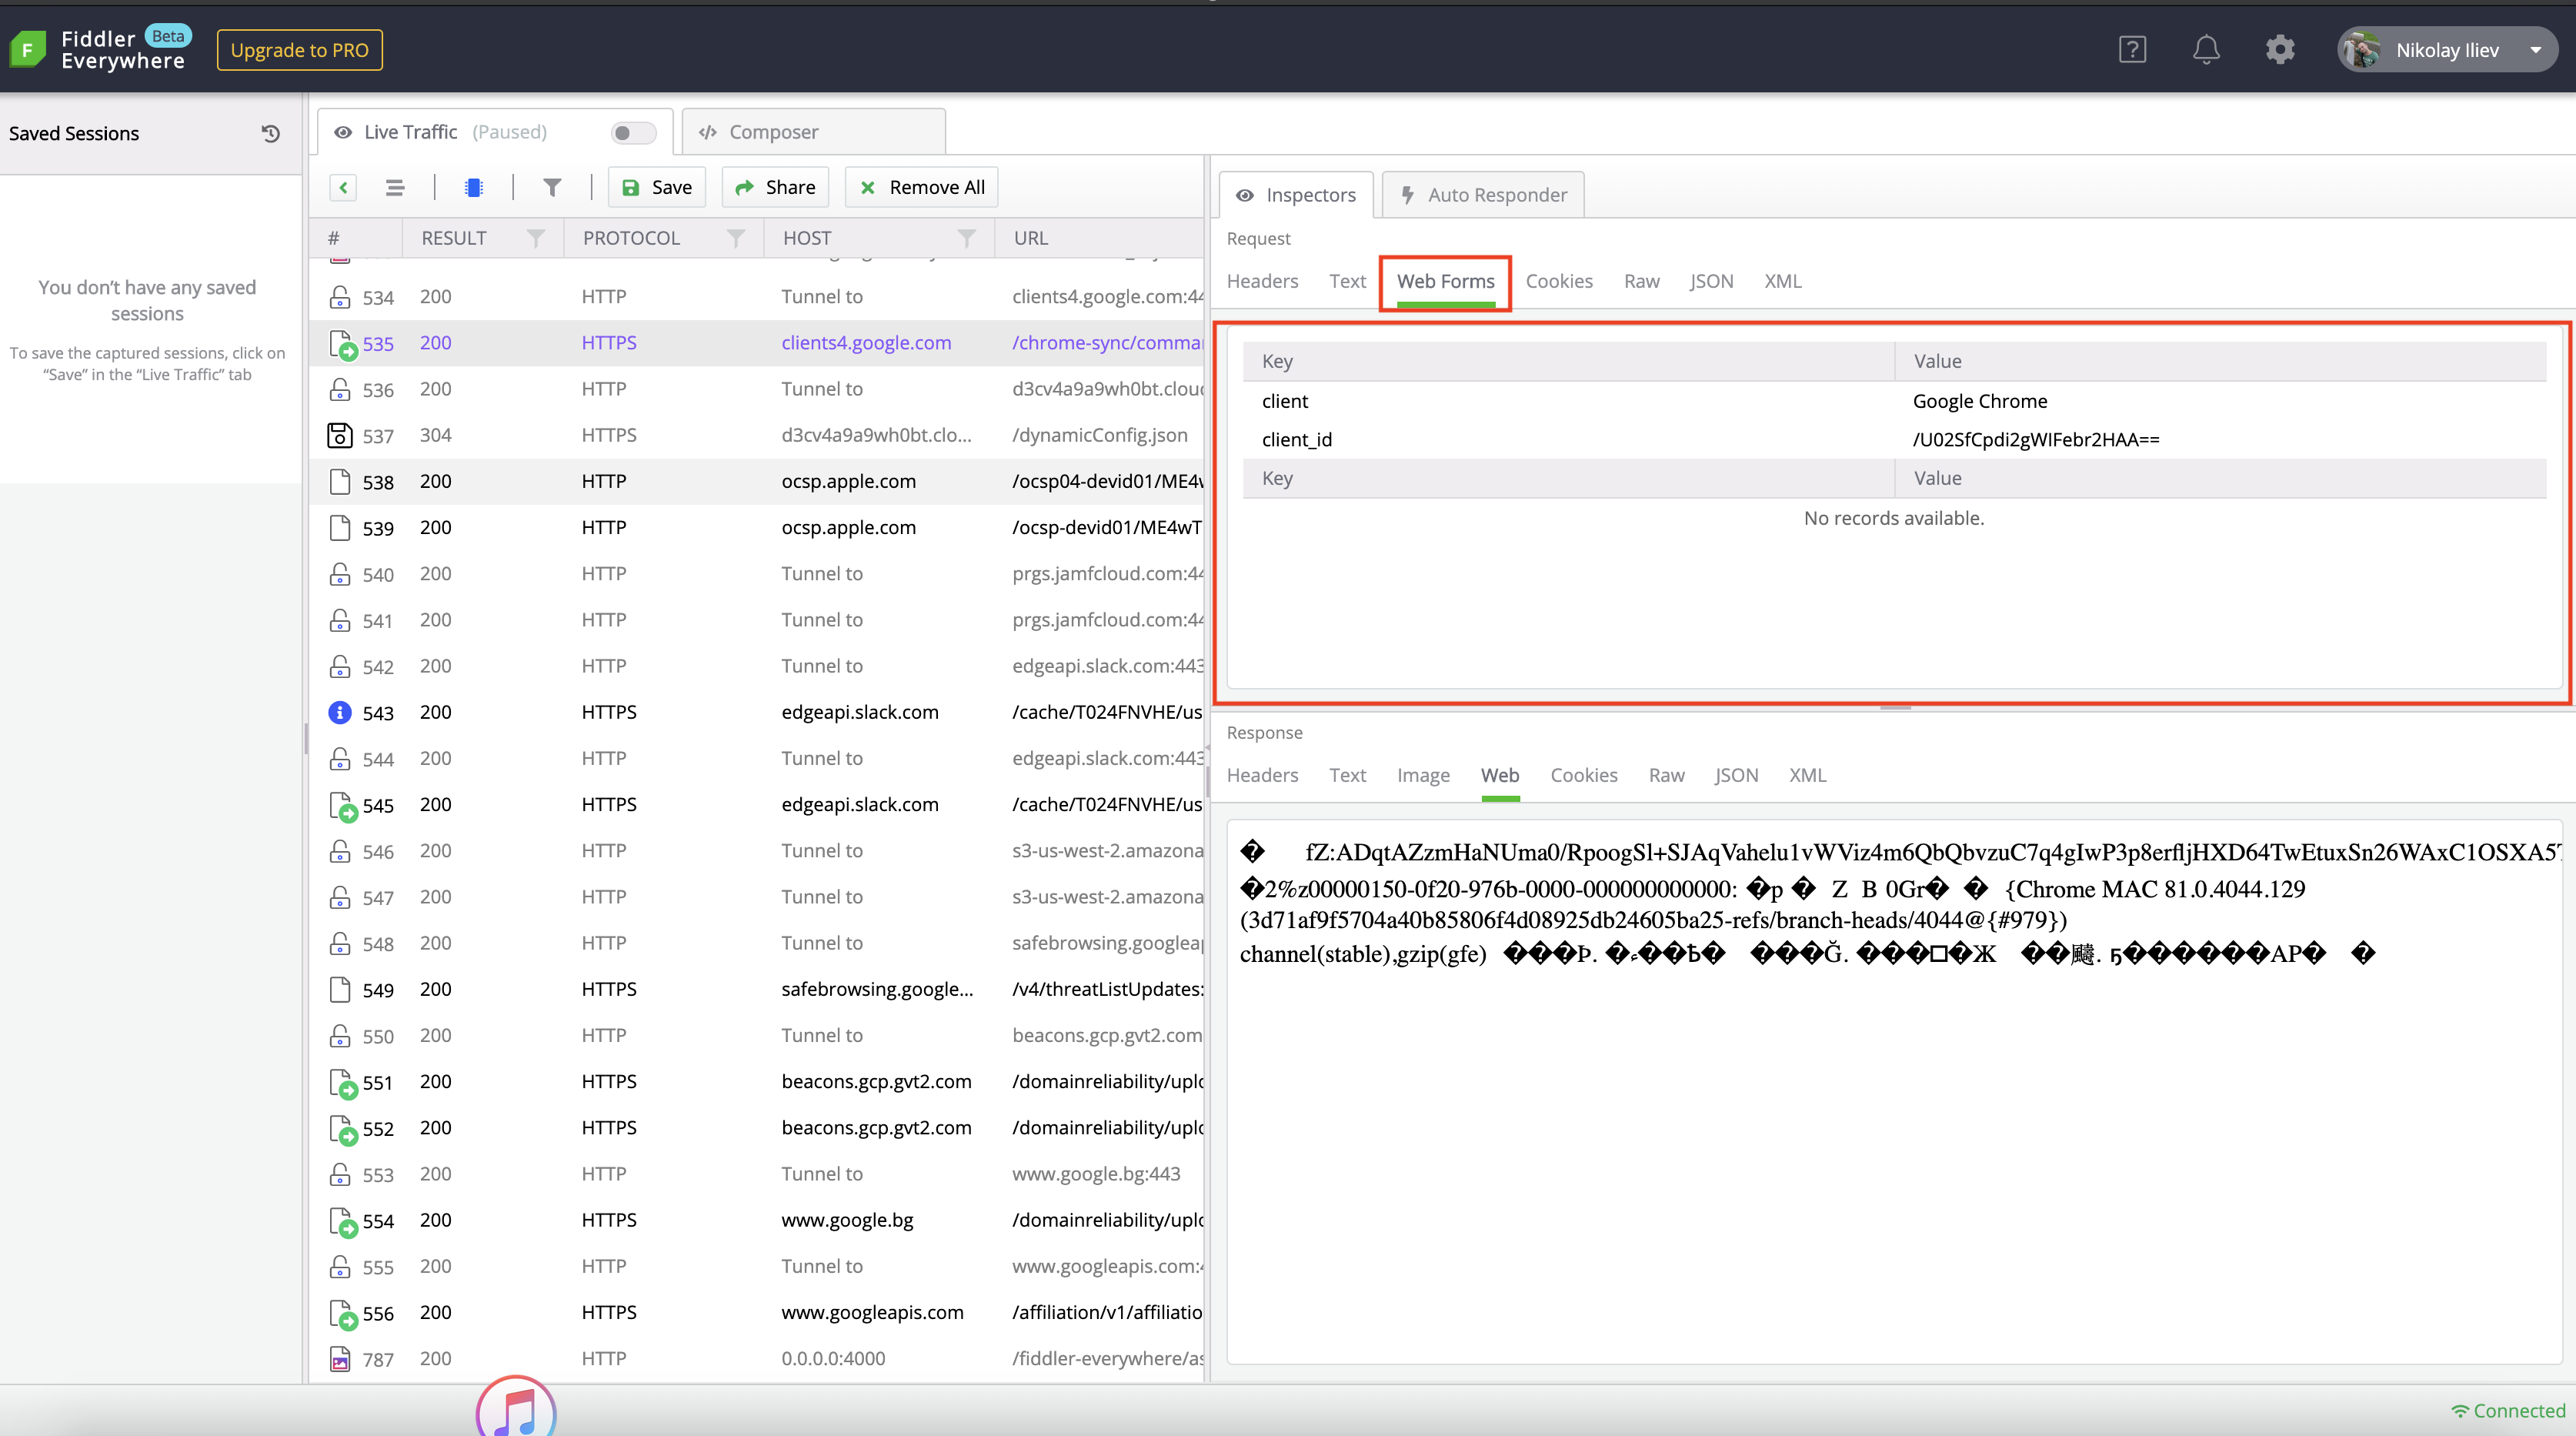 Fiddler Everywhere Beta
Upgrade to PRO
Nikolay Iliev
Saved Sessions
You don’t have any saved
sessions
To save the captured sessions, click on
“Save” in the “Live Traffic” tab
Live Traffic (Paused)
Composer
Save Share Remove All
# RESULT PROTOCOL HOST URL
534 200 HTTP Tunnel to clients4.google.com:44
535 200 HTTPS clients4.google.com /chrome-sync/comma
536 200 HTTP Tunnel to d3cv4a9a9wh0bt.clou
537 304 HTTPS d3cv4a9a9wh0bt.clo... /dynamicConfig.json
538 200 HTTP ocsp.apple.com /ocsp04-devid01/ME4w
539 200 HTTP ocsp.apple.com /ocsp-devid01/ME4wT
540 200 HTTP Tunnel to prgs.jamfcloud.com:44
541 200 HTTP Tunnel to prgs.jamfcloud.com:44
542 200 HTTP Tunnel to edgeapi.slack.com:443
543 200 HTTPS edgeapi.slack.com /cache/T024FNVHE/us
544 200 HTTP Tunnel to edgeapi.slack.com:443
545 200 HTTPS edgeapi.slack.com /cache/T024FNVHE/us
546 200 HTTP Tunnel to s3-us-west-2.amazona
547 200 HTTP Tunnel to s3-us-west-2.amazona
548 200 HTTP Tunnel to safebrowsing.googleap
549 200 HTTPS safebrowsing.google... /v4/threatListUpdates:
550 200 HTTP Tunnel to beacons.gcp.gvt2.com
551 200 HTTPS beacons.gcp.gvt2.com /domainreliability/uplo
552 200 HTTPS beacons.gcp.gvt2.com /domainreliability/uplo
553 200 HTTP Tunnel to www.google.bg:443
554 200 HTTPS www.google.bg /domainreliability/uplo
555 200 HTTP Tunnel to www.googleapis.com:4
556 200 HTTPS www.googleapis.com /affiliation/v1/affiliatio
787 200 HTTP 0.0.0.0:4000 /fiddler-everywhere/as
Inspectors
Auto Responder
Request
Headers Text Web Forms Cookies Raw JSON XML
Key Value
client Google Chrome
client_id /U02SfCpdi2gWIFebr2HAA==
Key Value
No records available.
Response
Headers Text Image Web Cookies Raw JSON XML
� fZ:ADqtAZzmHaNUma0/RpoogSl+SJAqVahelu1vWViz4m6QbQbvzuC7q4gIwP3p8erfljHXD64TwEtuxSn26WAxC1OSXA5
�2%z00000150-0f20-976b-0000-000000000000: �p � Z B 0Gr� � {Chrome MAC 81.0.4044.129
(3d71af9f5704a40b85806f4d08925db24605ba25-refs/branch-heads/4044@{#979})
channel(stable),gzip(gfe)
Connected